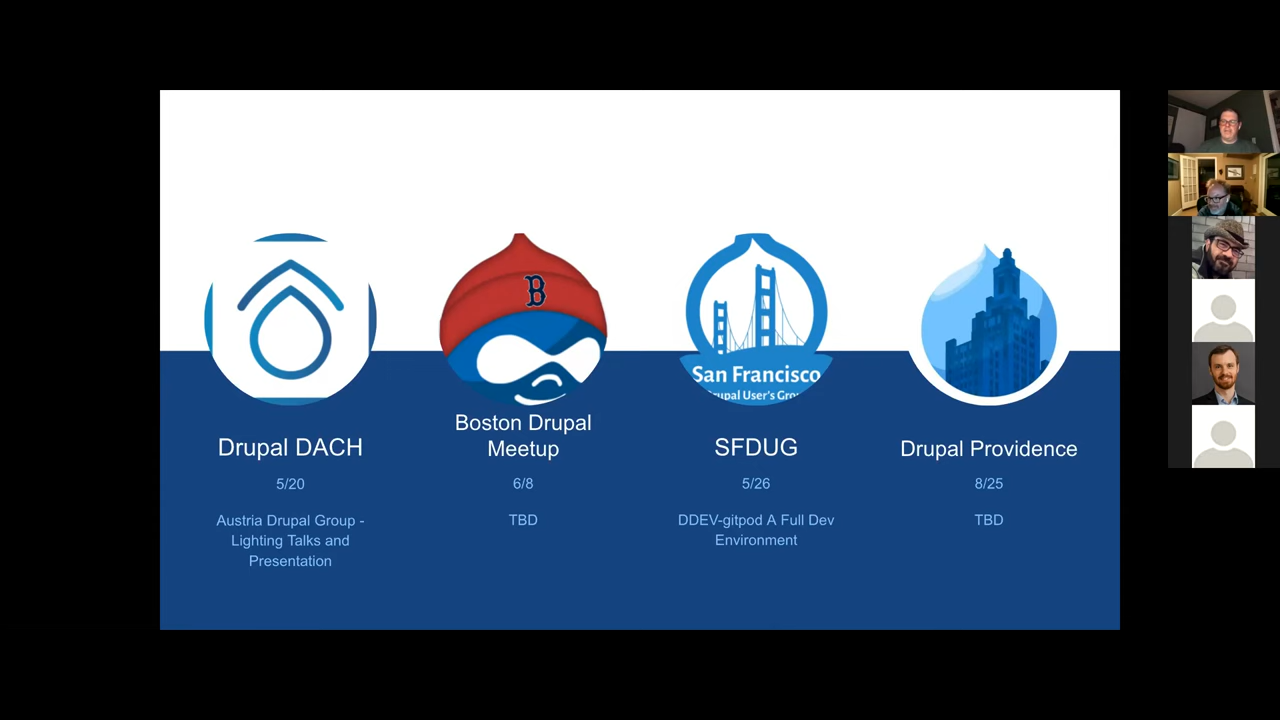 B
San Francisco
Drupal DACH
Boston Drupal
Meetup
SFDUG
Drupal Providence
5/20
6/8
5/26
8/25
Austria Drupal Group -
Lighting Talks and
Presentation
TBD
DDEV-gitpod A Full Dev
Environment
TBD